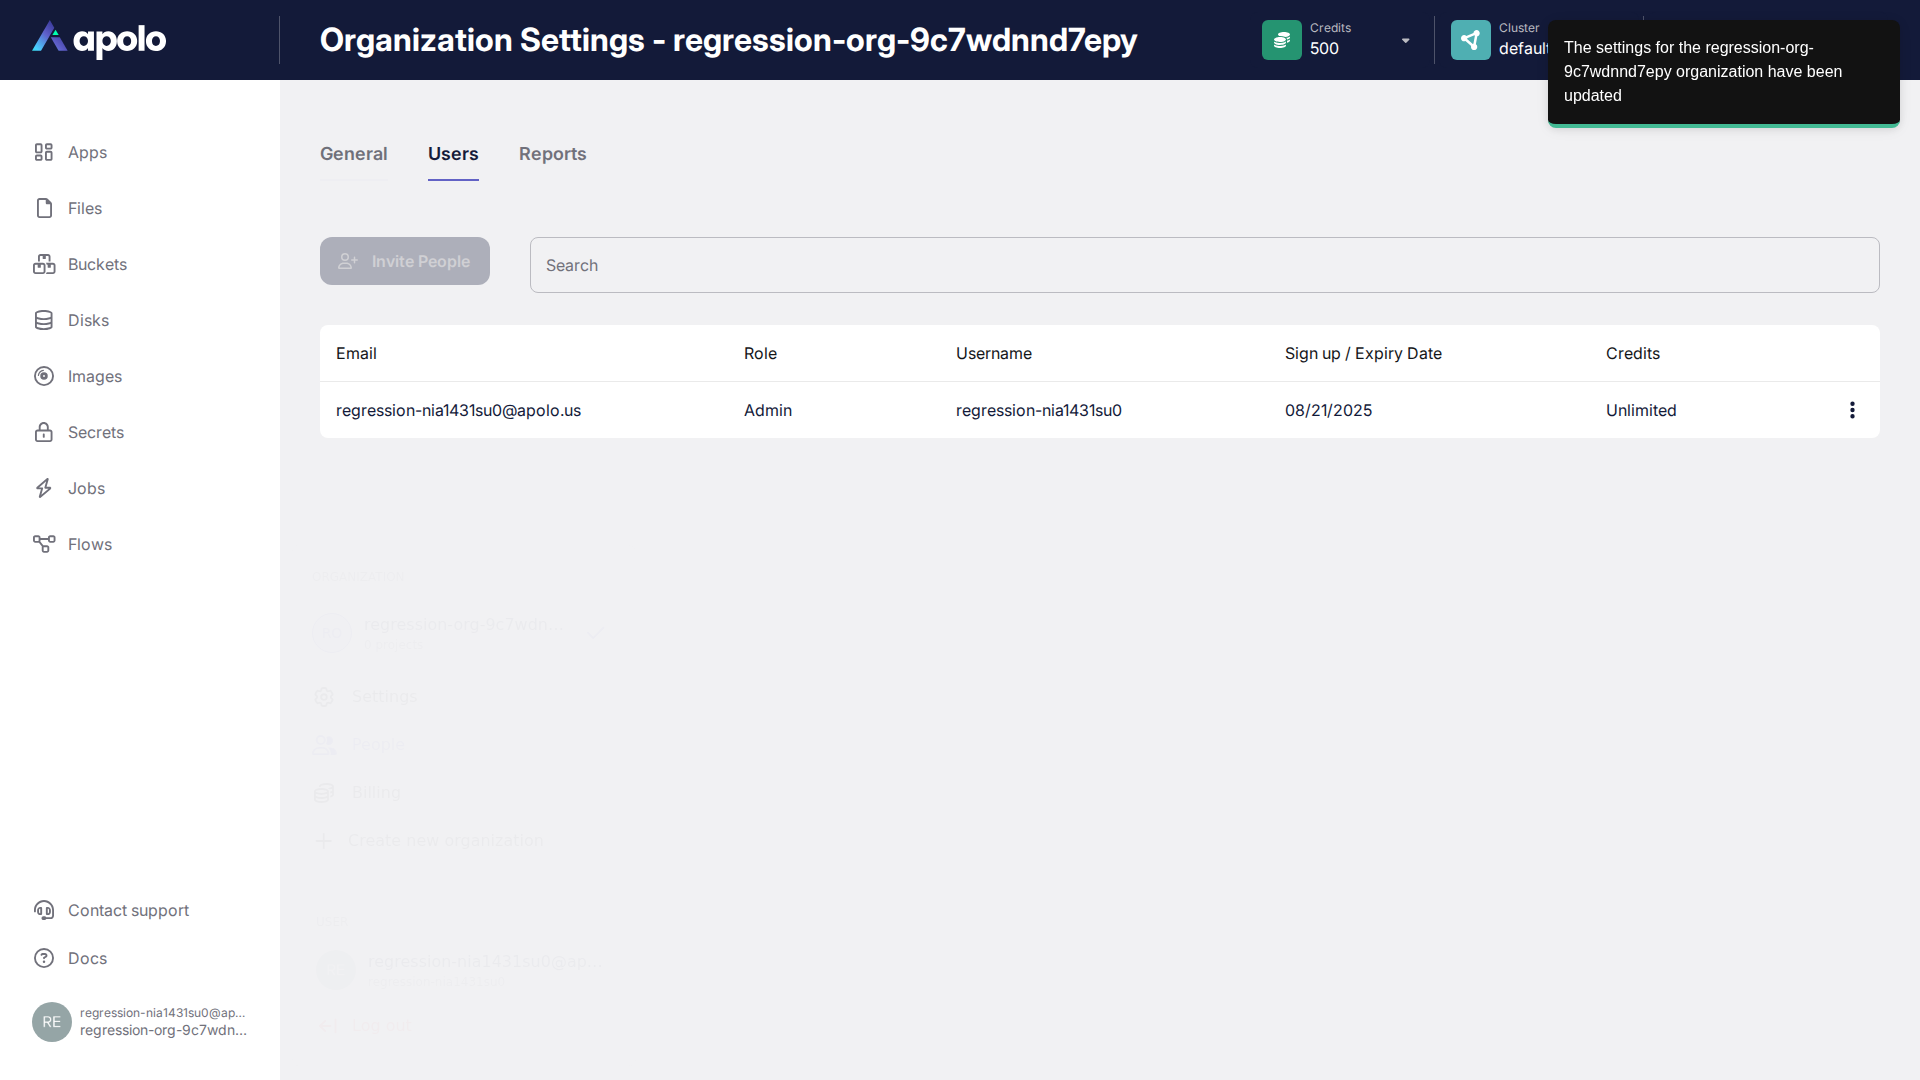 apolo
Organization Settings - regression-org-9c7wdnnd7epy
Credits
500
Cluster
default
The settings for the regression-org-
9c7wdnnd7epy organization have been
updated
Apps
Files
Buckets
Disks
Images
Secrets
Jobs
Flows
General
Users
Reports
Invite People
Search
Email
Role
Username
Sign up / Expiry Date
Credits
regression-nia1431su0@apolo.us
Admin
regression-nia1431su0
08/21/2025
Unlimited
regression-org-9c7wdn...
Settings
People
Billing
Create new organization
regression-nia1431su0@ap...
Contact support
Docs
RE
regression-nia1431su0@ap...
regression-org-9c7wdn...